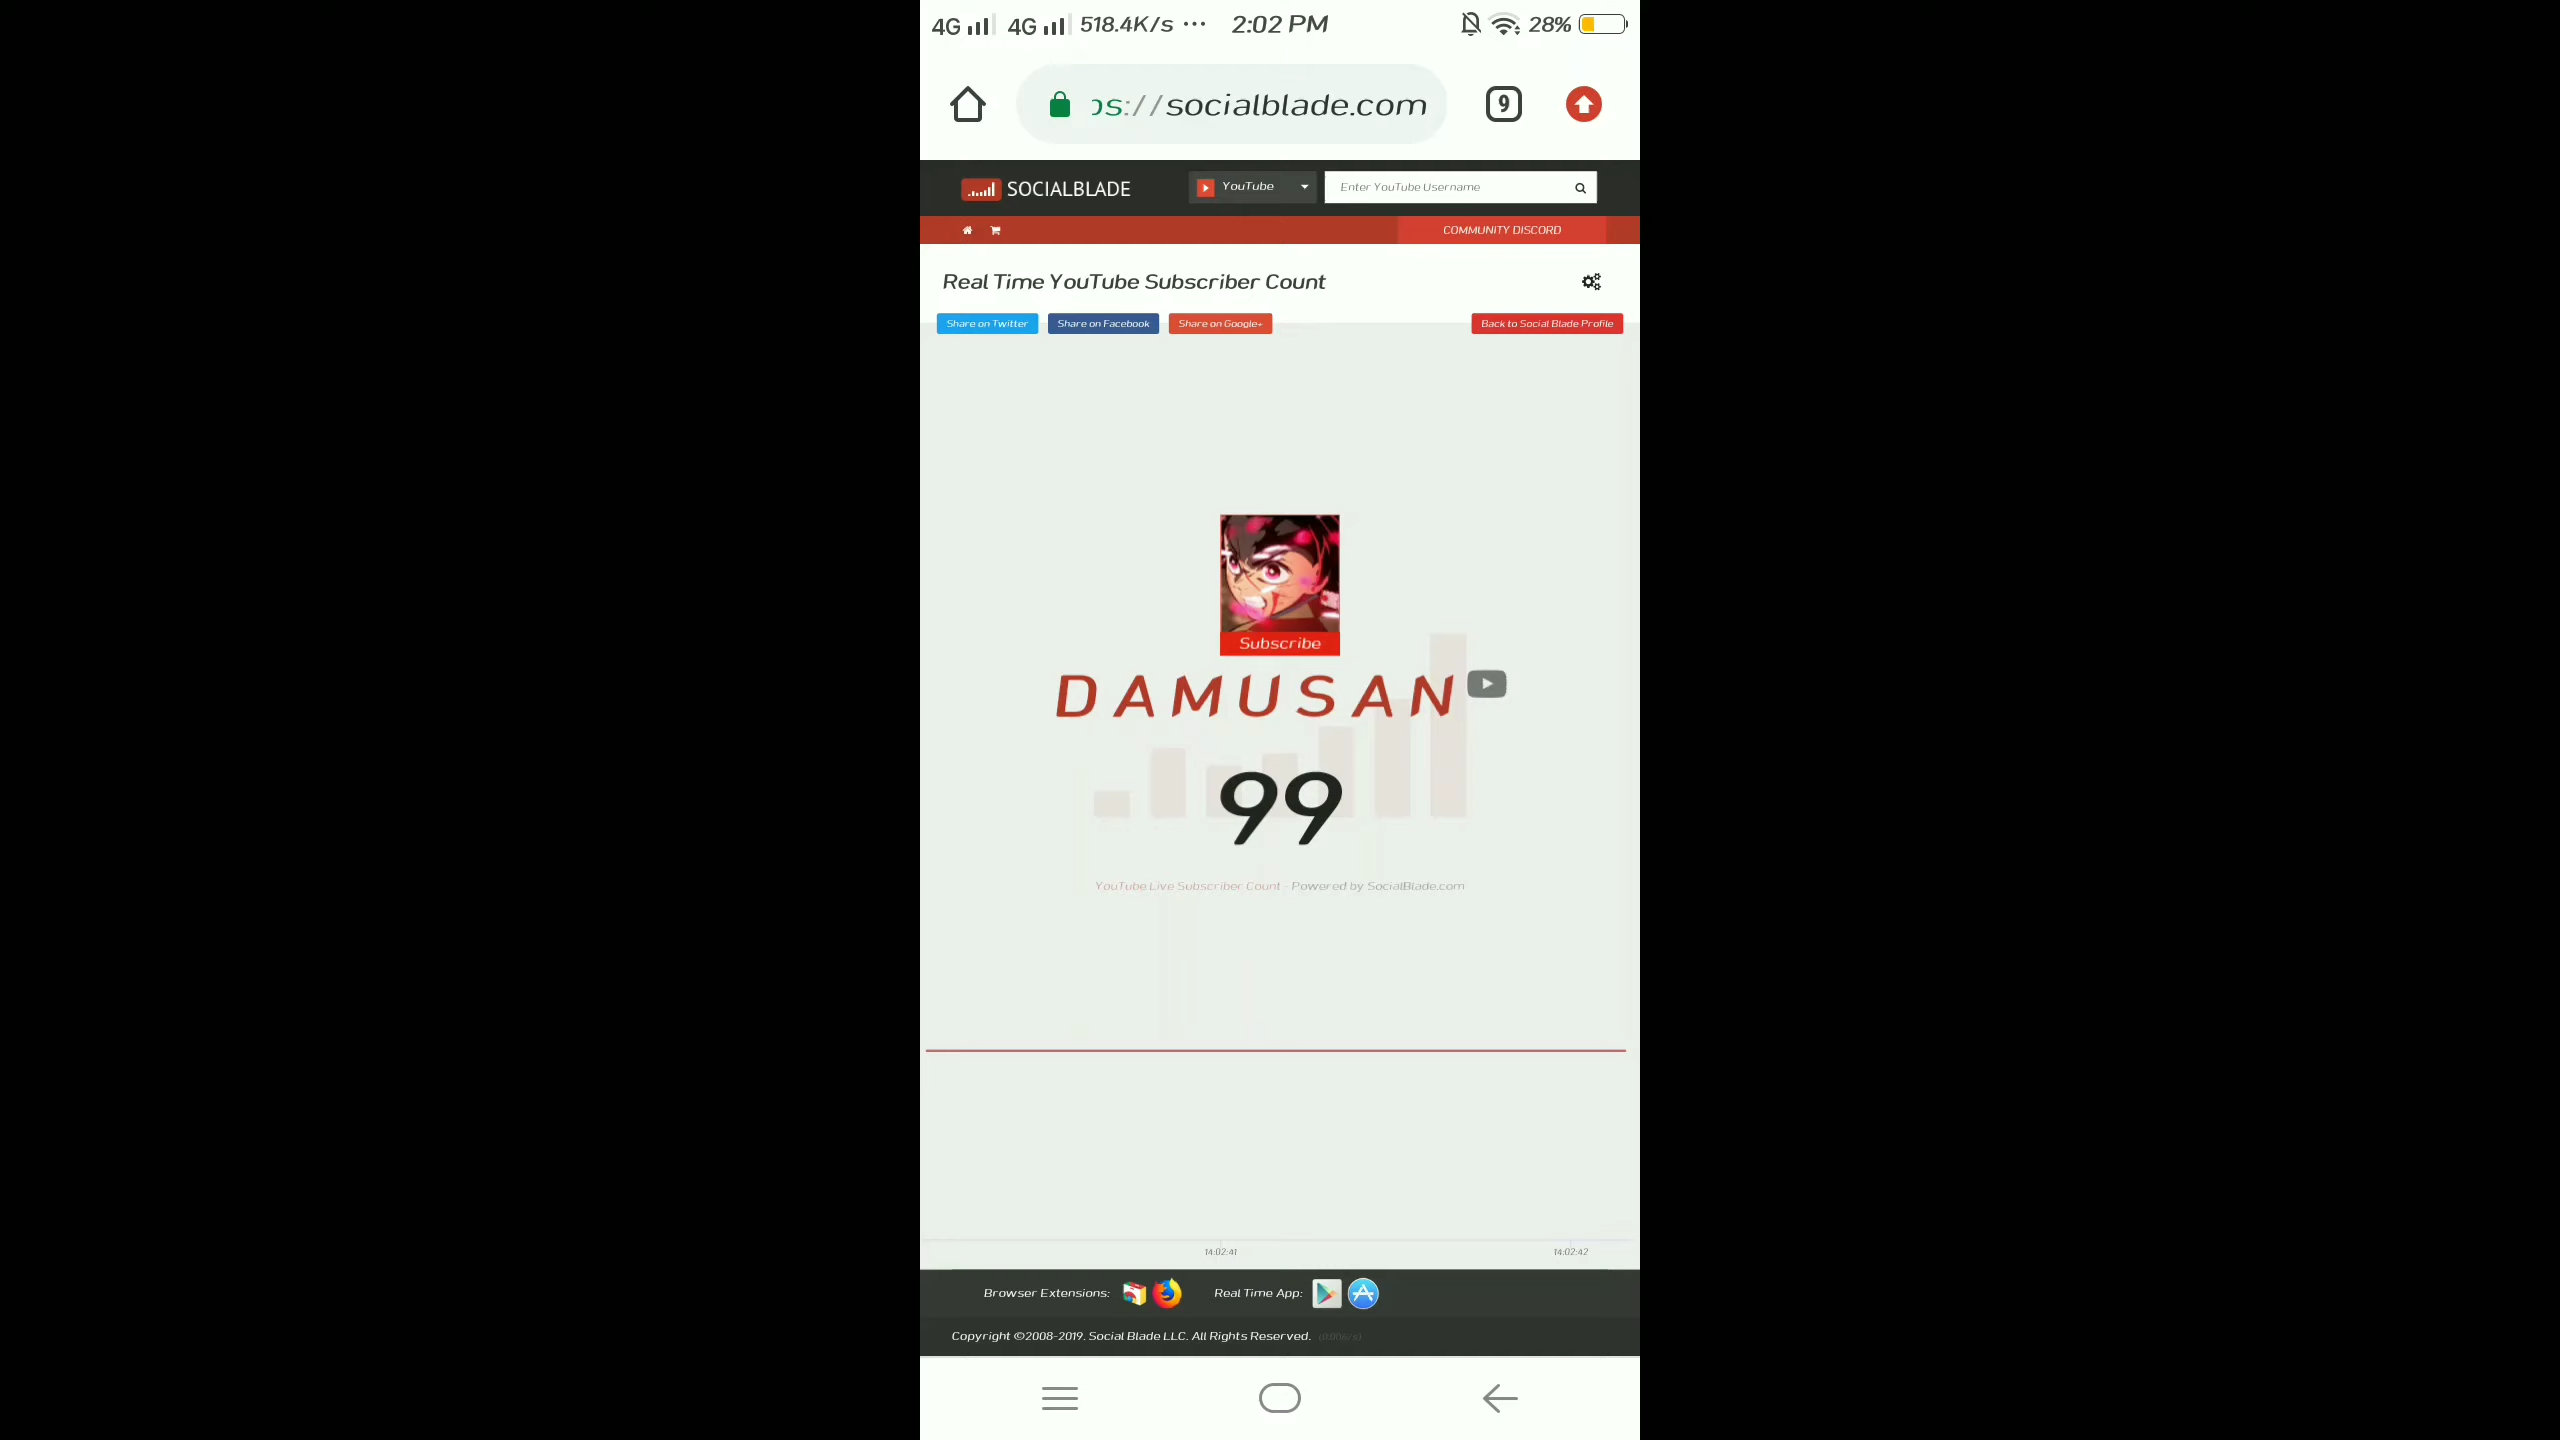 4G 4G 518.4K/s ... 2:02 PM 28%
ps://socialblade.com 9
SOCIALBLADE YouTube Enter YouTube Username
COMMUNITY DISCORD
Real Time YouTube Subscriber Count
Share on Twitter Share on Facebook Share on Google+ Back to Social Blade Profile
Subscribe
DAMUSAN
99
YouTube Live Subscriber Count - Powered by SocialBlade.com
14:02:41 14:02:42
Browser Extensions: Real Time App:
Copyright ©2008-2019. Social Blade LLC. All Rights Reserved.